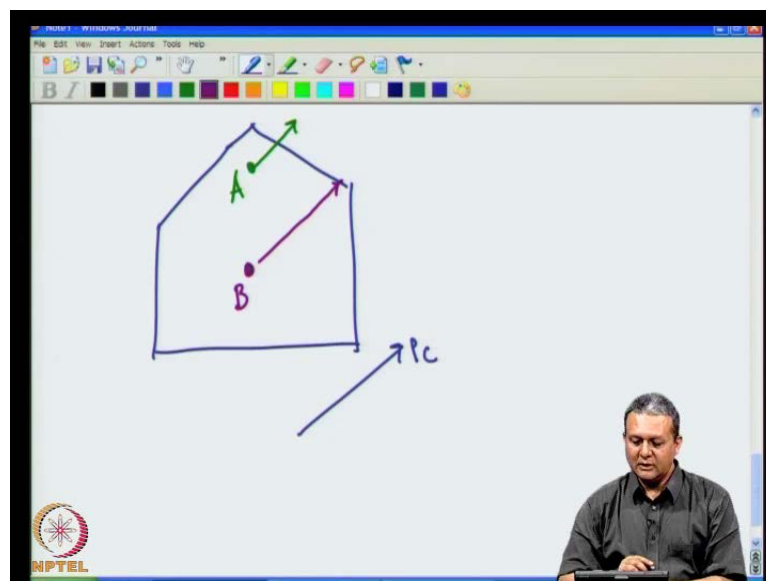 Note1 - Windows Journal
File Edit View Insert Actions Tools Help
B I
A
B
PC
NPTEL